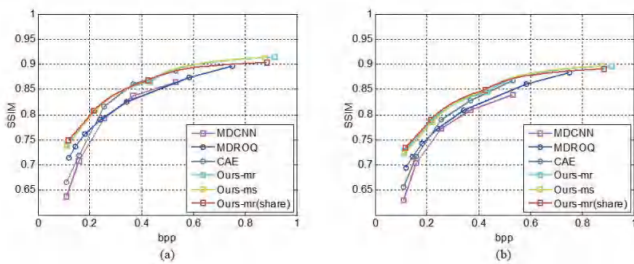 1
0.95
0.9
0.85
0.8
0.75
0.7
0.65
SSIM
MDCNN
MDROQ
CAE
Ours-mr
Ours-ms
Ours-mr(share)
0 0.2 0.4 0.6 0.8 1
bpp
(a)
1
0.95
0.9
0.85
0.8
0.75
0.7
0.65
SSIM
MDCNN
MDROQ
CAE
Ours-mr
Ours-ms
Ours-mr(share)
0 0.2 0.4 0.6 0.8 1
bpp
(b)